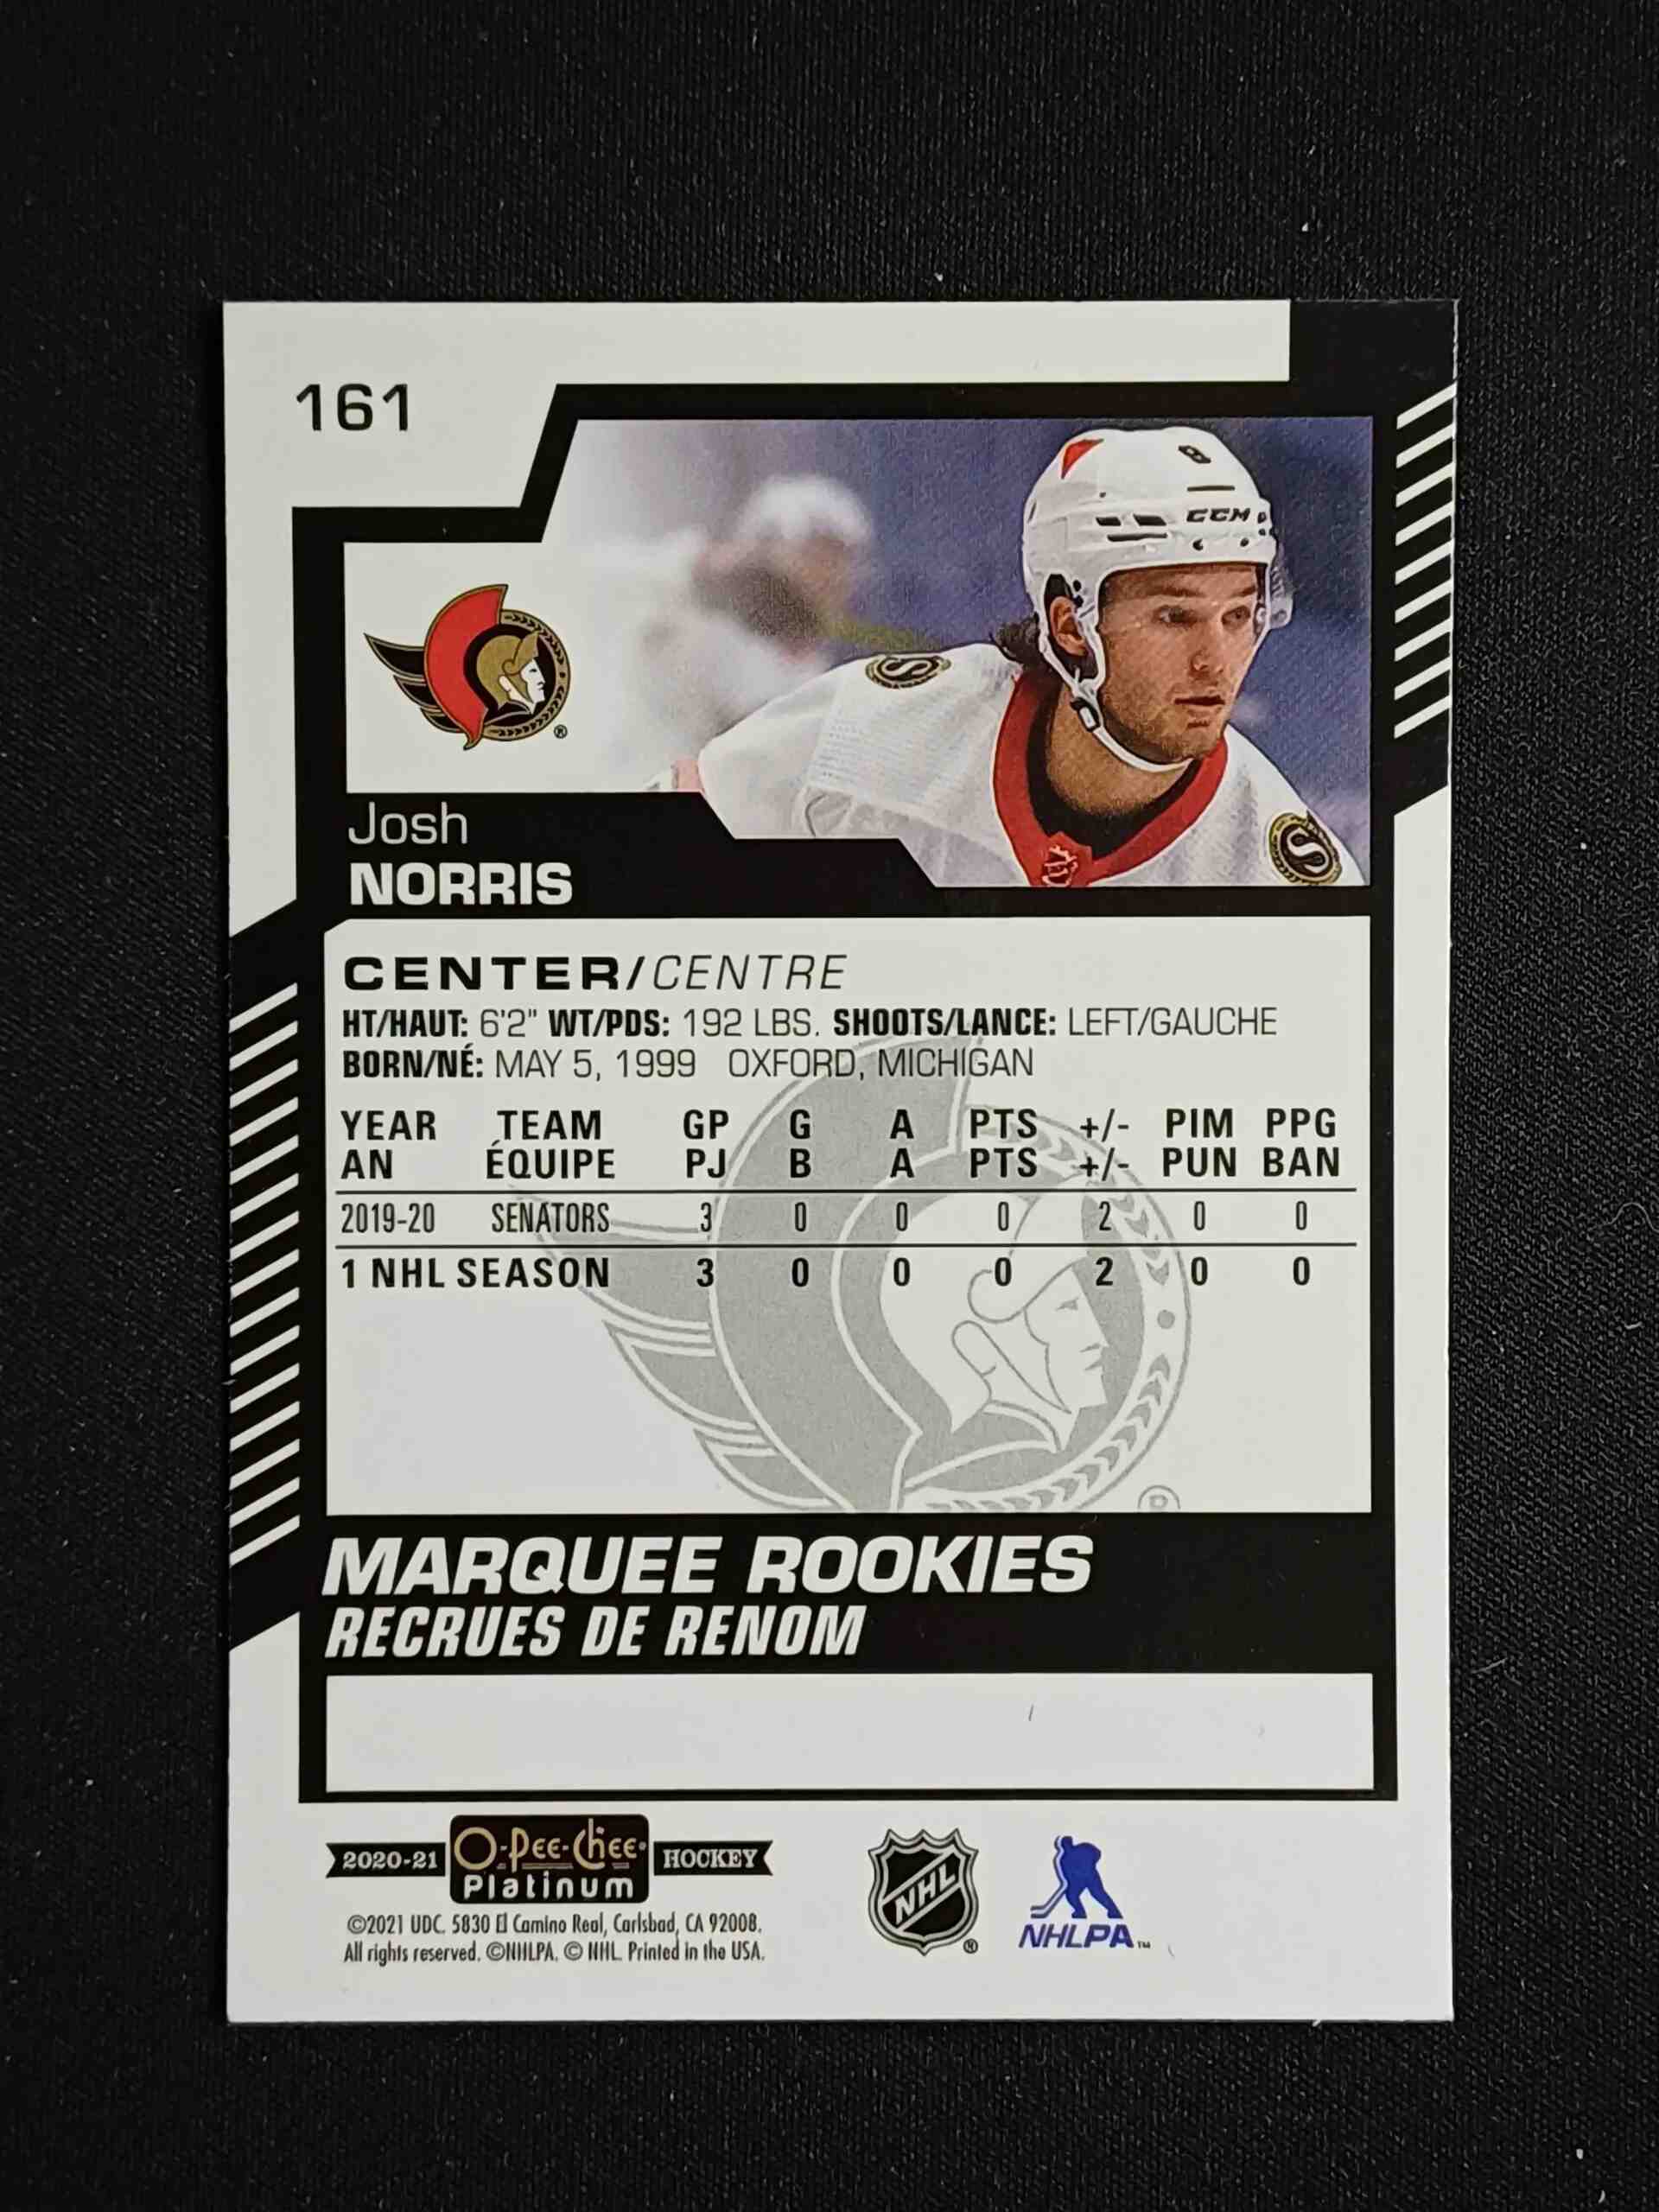 161
8
CCM
S
S
®
Josh
NORRIS
CENTER/CENTRE
HT/HAUT: 6'2" WT/PDS: 192 LBS. SHOOTS/LANCE: LEFT/GAUCHE
BORN/NÉ: MAY 5, 1999 OXFORD, MICHIGAN
YEAR TEAM GP G A PTS +/- PIM PPG
AN ÉQUIPE PJ B A PTS +/- PUN BAN
2019-20 SENATORS 3 0 0 0 2 0 0
1 NHL SEASON 3 0 0 0 2 0 0
®
MARQUEE ROOKIES
RECRUES DE RENOM
2020-21 O-Pee-Chee Platinum HOCKEY
NHL ®
NHLPA™
©2021 UDC. 5830 El Camino Real, Carlsbad, CA 92008.
All rights reserved. ©NHLPA. © NHL. Printed in the USA.